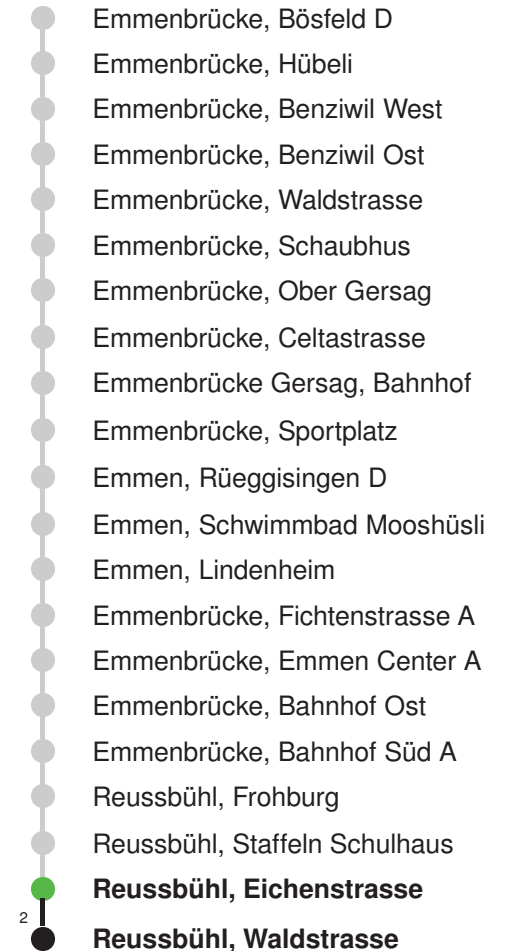 Emmenbrücke, Bösfeld D
Emmenbrücke, Hübeli
Emmenbrücke, Benziwil West
Emmenbrücke, Benziwil Ost
Emmenbrücke, Waldstrasse
Emmenbrücke, Schaubhus
Emmenbrücke, Ober Gersag
Emmenbrücke, Celtastrasse
Emmenbrücke Gersag, Bahnhof
Emmenbrücke, Sportplatz
Emmen, Rüeggisingen D
Emmen, Schwimmbad Mooshüsli
Emmen, Lindenheim
Emmenbrücke, Fichtenstrasse A
Emmenbrücke, Emmen Center A
Emmenbrücke, Bahnhof Ost
Emmenbrücke, Bahnhof Süd A
Reussbühl, Frohburg
Reussbühl, Staffeln Schulhaus
Reussbühl, Eichenstrasse
2
Reussbühl, Waldstrasse